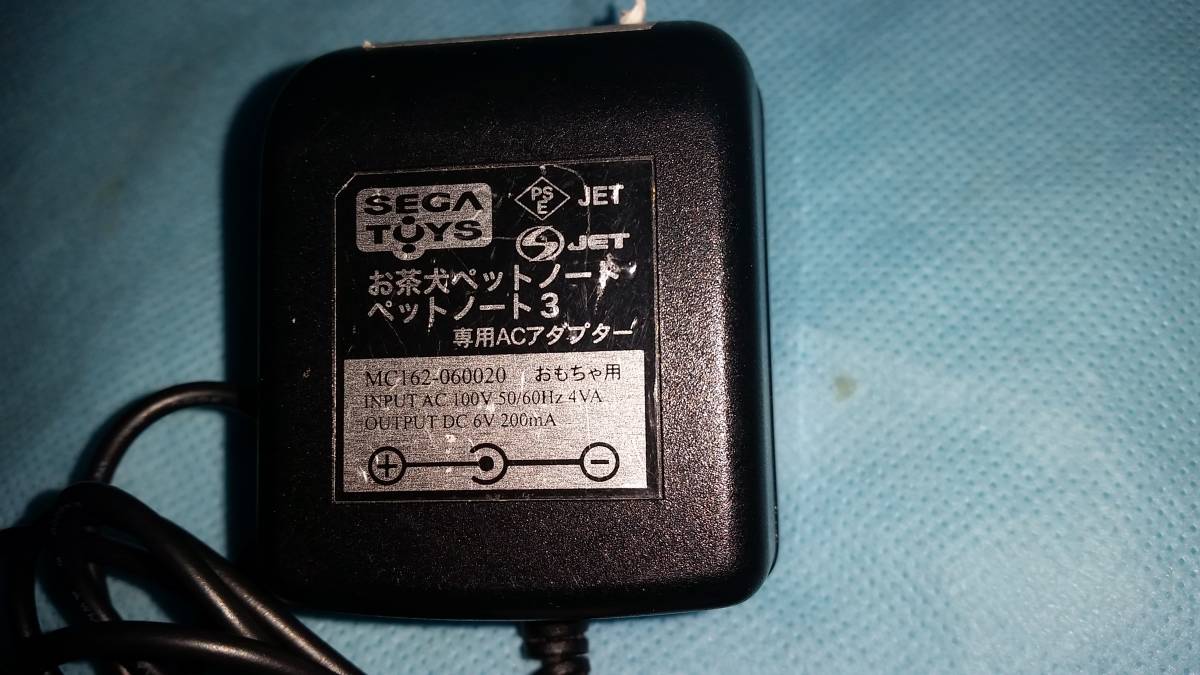 SEGA
TOYS
PS
E
JET
JET
お茶犬ペットノート
ペットノート3
専用ACアダプター
MC162-060020 おもちゃ用
INPUT AC 100V 50/60Hz 4VA
OUTPUT DC 6V 200mA
+ −